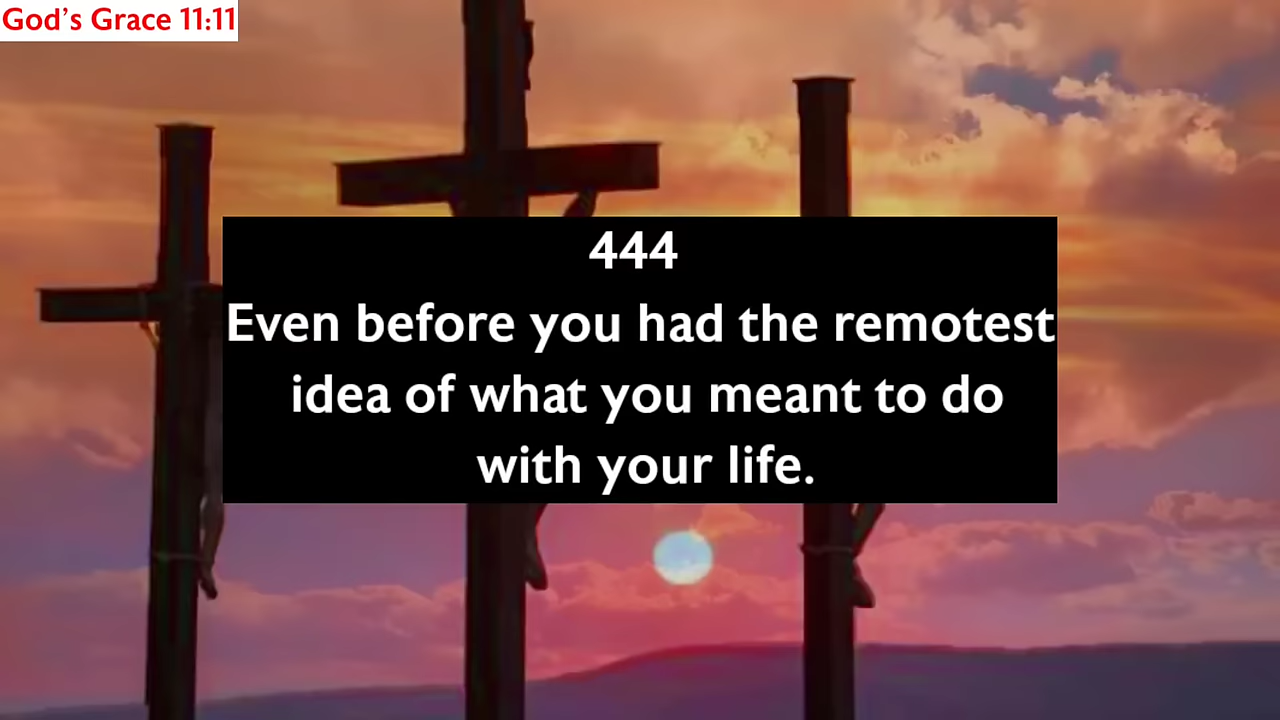 God's Grace 11:11
444
Even before you had the remotest
idea of what you meant to do
with your life.